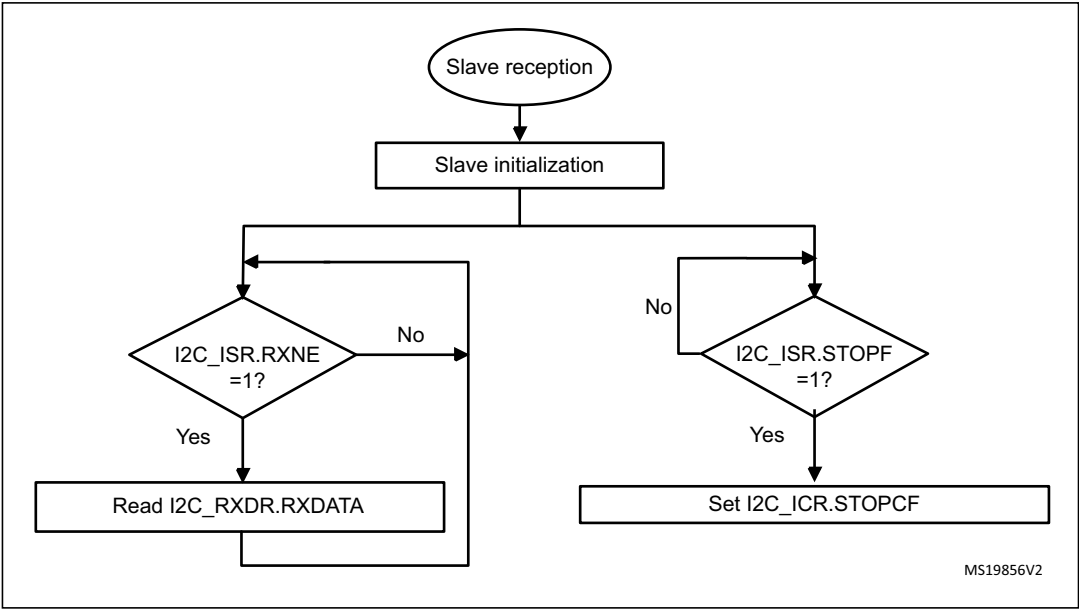 Slave reception
Slave initialization
I2C_ISR.RXNE
=1?
No
Yes
Read I2C_RXDR.RXDATA
No
I2C_ISR.STOPF
=1?
Yes
Set I2C_ICR.STOPCF
MS19856V2